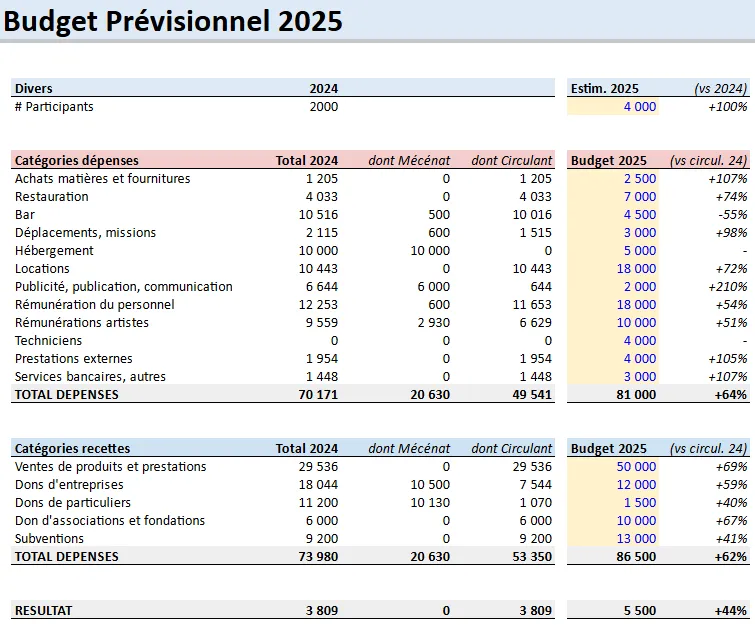 Budget Prévisionnel 2025
Divers 2024 Estim. 2025 (vs 2024)
# Participants 2000 4 000 +100%
Catégories dépenses Total 2024 dont Mécénat dont Circulant Budget 2025 (vs circul. 24)
Achats matières et fournitures 1 205 0 1 205 2 500 +107%
Restauration 4 033 0 4 033 7 000 +74%
Bar 10 516 500 10 016 4 500 -55%
Déplacements, missions 2 115 600 1 515 3 000 +98%
Hébergement 10 000 10 000 0 5 000 -
Locations 10 443 0 10 443 18 000 +72%
Publicité, publication, communication 6 644 6 000 644 2 000 +210%
Rémunération du personnel 12 253 600 11 653 18 000 +54%
Rémunérations artistes 9 559 2 930 6 629 10 000 +51%
Techniciens 0 0 0 4 000 -
Prestations externes 1 954 0 1 954 4 000 +105%
Services bancaires, autres 1 448 0 1 448 3 000 +107%
TOTAL DEPENSES 70 171 20 630 49 541 81 000 +64%
Catégories recettes Total 2024 dont Mécénat dont Circulant Budget 2025 (vs circul. 24)
Ventes de produits et prestations 29 536 0 29 536 50 000 +69%
Dons d'entreprises 18 044 10 500 7 544 12 000 +59%
Dons de particuliers 11 200 10 130 1 070 1 500 +40%
Don d'associations et fondations 6 000 0 6 000 10 000 +67%
Subventions 9 200 0 9 200 13 000 +41%
TOTAL DEPENSES 73 980 20 630 53 350 86 500 +62%
RESULTAT 3 809 0 3 809 5 500 +44%